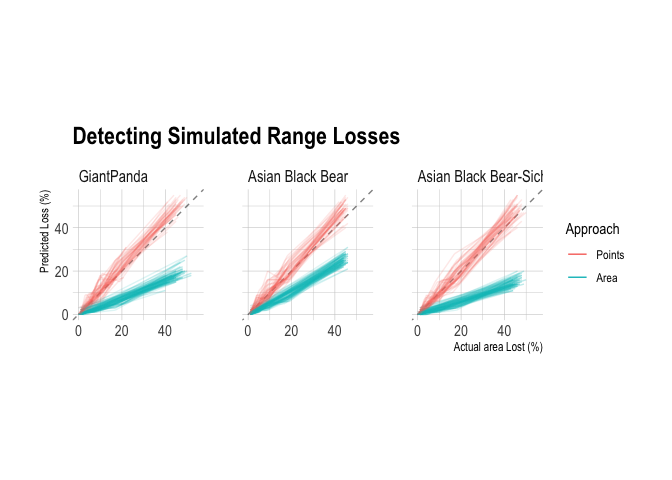 Detecting Simulated Range Losses
GiantPanda
Asian Black Bear
Asian Black Bear-Sich
Predicted Loss (%)
40
20
0
0 20 40
0 20 40
0 20 40
Actual area Lost (%)
Approach
Points
Area